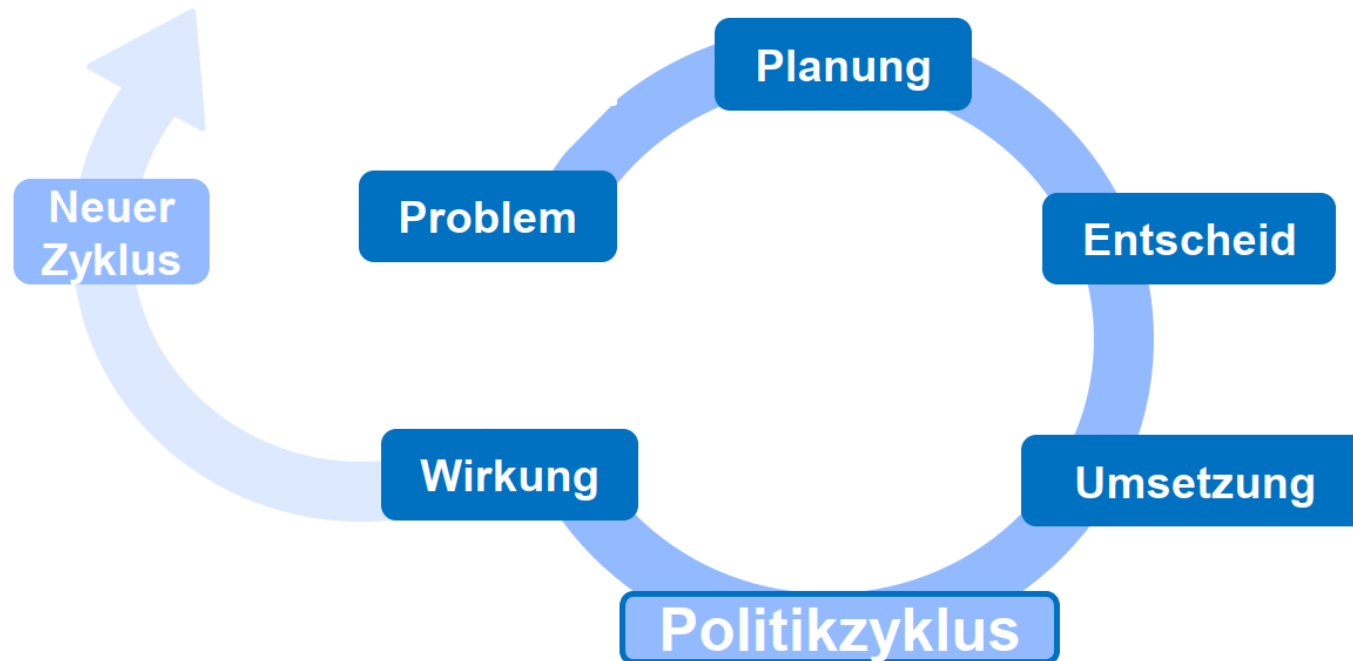 Planung
Problem
Entscheid
Neuer
Zyklus
Wirkung
Umsetzung
Politikzyklus